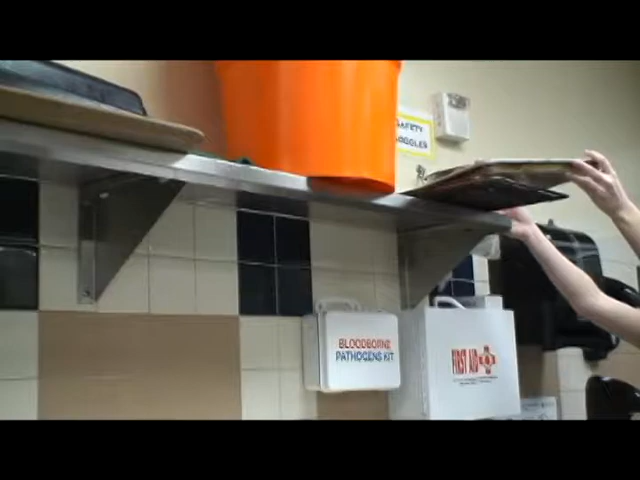 SAFETY
GOGGLES
BLOODBORNE
PATHOGENS KIT
FIRST AID